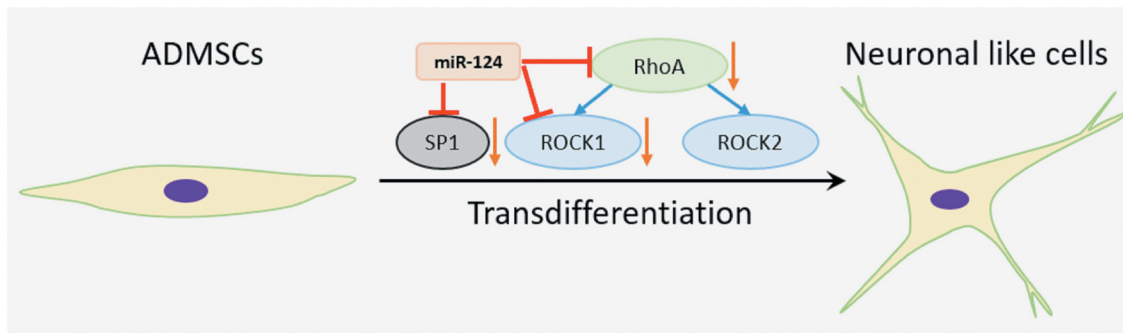 ADMSCs
miR-124
RhoA
Neuronal like cells
SP1
ROCK1
ROCK2
Transdifferentiation